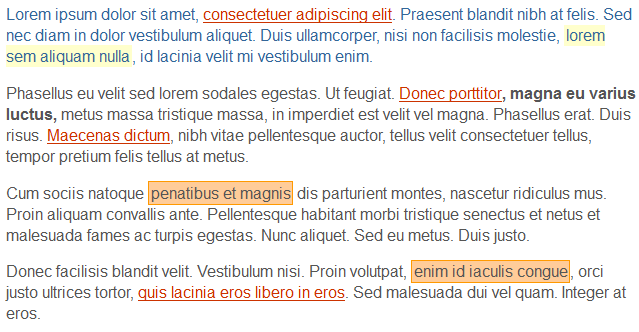 Lorem ipsum dolor sit amet, consectetuer adipiscing elit. Praesent blandit nibh at felis. Sed
nec diam in dolor vestibulum aliquet. Duis ullamcorper, nisi non facilisis molestie, lorem
sem aliquam nulla, id lacinia velit mi vestibulum enim.
Phasellus eu velit sed lorem sodales egestas. Ut feugiat. Donec porttitor, magna eu varius
luctus, metus massa tristique massa, in imperdiet est velit vel magna. Phasellus erat. Duis
risus. Maecenas dictum, nibh vitae pellentesque auctor, tellus velit consectetuer tellus,
tempor pretium felis tellus at metus.
Cum sociis natoque penatibus et magnis dis parturient montes, nascetur ridiculus mus.
Proin aliquam convallis ante. Pellentesque habitant morbi tristique senectus et netus et
malesuada fames ac turpis egestas. Nunc aliquet. Sed eu metus. Duis justo.
Donec facilisis blandit velit. Vestibulum nisi. Proin volutpat, enim id iaculis congue, orci
justo ultrices tortor, quis lacinia eros libero in eros. Sed malesuada dui vel quam. Integer at
eros.